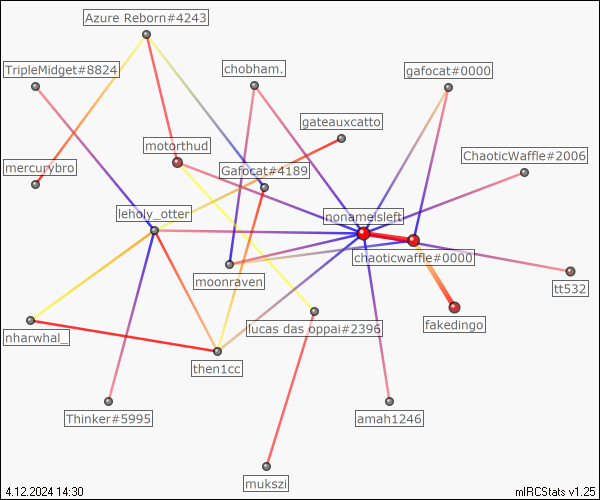 Azure Reborn#4243
TripleMidget#8824
chobham.
gafocat#0000
gateauxcatto
motorthud
ChaoticWaffle#2006
mercurybro
Gafocat#4189
leholy_otter
nonameisleft
chaoticwaffle#0000
moonraven
tt532
lucas das oppai#2396
fakedingo
nharwhal_
then1cc
Thinker#5995
amah1246
mukszi
4.12.2024 14:30
mIRCStats v1.25